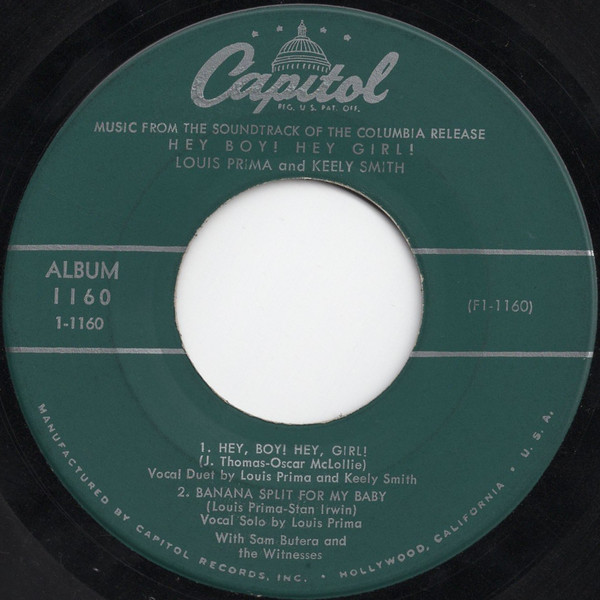 Capitol
REG. U.S. PAT. OFF.
MUSIC FROM THE SOUNDTRACK OF THE COLUMBIA RELEASE
HEY BOY! HEY GIRL!
LOUIS PRIMA and KEELY SMITH
ALBUM
1160
1-1160
(F1-1160)
1. HEY, BOY! HEY, GIRL!
(J. Thomas-Oscar McLollie)
Vocal Duet by Louis Prima and Keely Smith
2. BANANA SPLIT FOR MY BABY
(Louis Prima-Stan Irwin)
Vocal Solo by Louis Prima
With Sam Butera and
the Witnesses
MANUFACTURED BY CAPITOL RECORDS, INC. • HOLLYWOOD, CALIFORNIA • U.S.A.